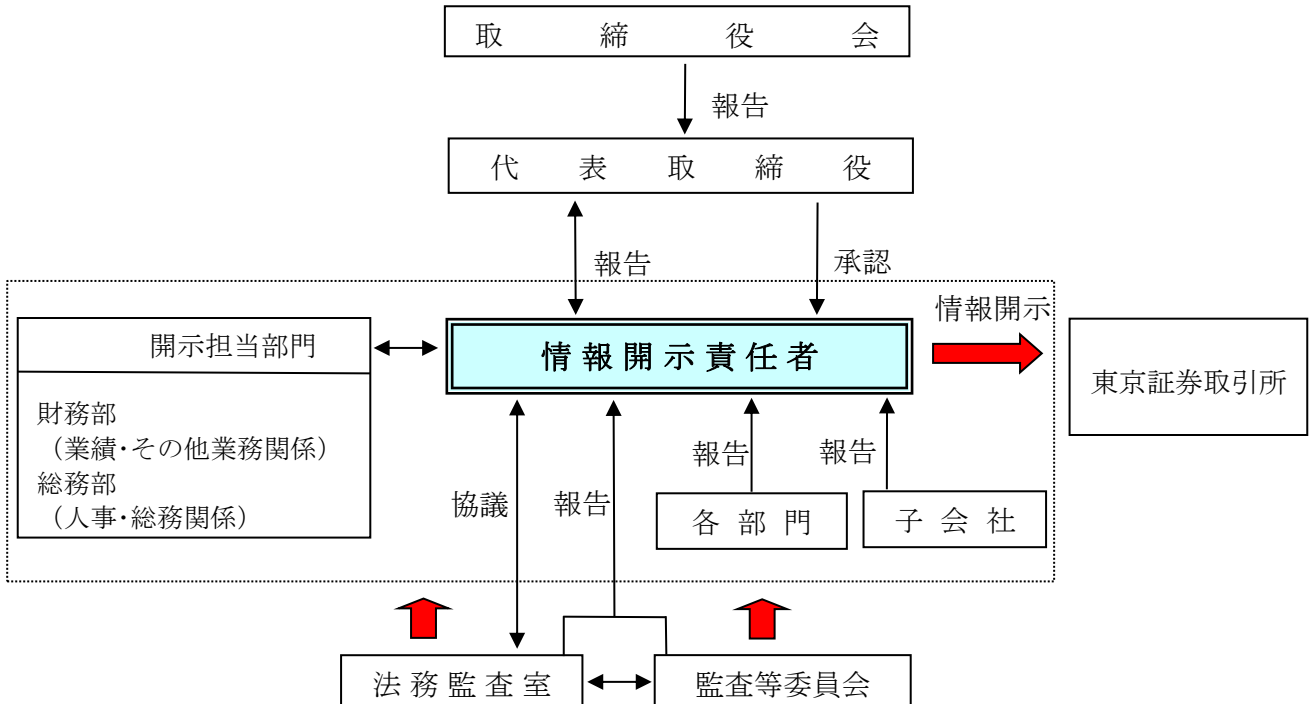 取締役会
報告
代表取締役
報告
承認
情報開示
開示担当部門
情報開示責任者
東京証券取引所
財務部
（業績・その他業務関係）
総務部
（人事・総務関係）
協議
報告
報告
報告
各部門
子会社
法務監査室
監査等委員会